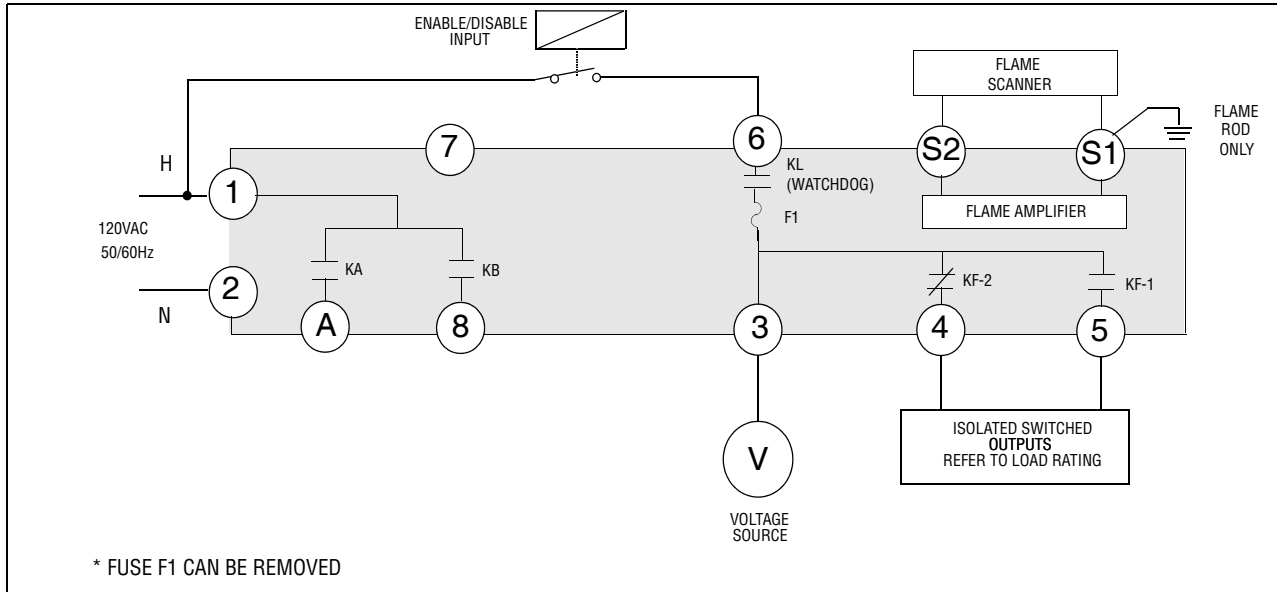 ENABLE/DISABLE
INPUT
FLAME
SCANNER
FLAME
ROD
ONLY
7
6
S2
S1
H
KL
(WATCHDOG)
1
FLAME AMPLIFIER
F1
120VAC
50/60Hz
KA
KB
KF-2
KF-1
2
N
A
8
3
4
5
ISOLATED SWITCHED
OUTPUTS
REFER TO LOAD RATING
V
VOLTAGE
SOURCE
* FUSE F1 CAN BE REMOVED